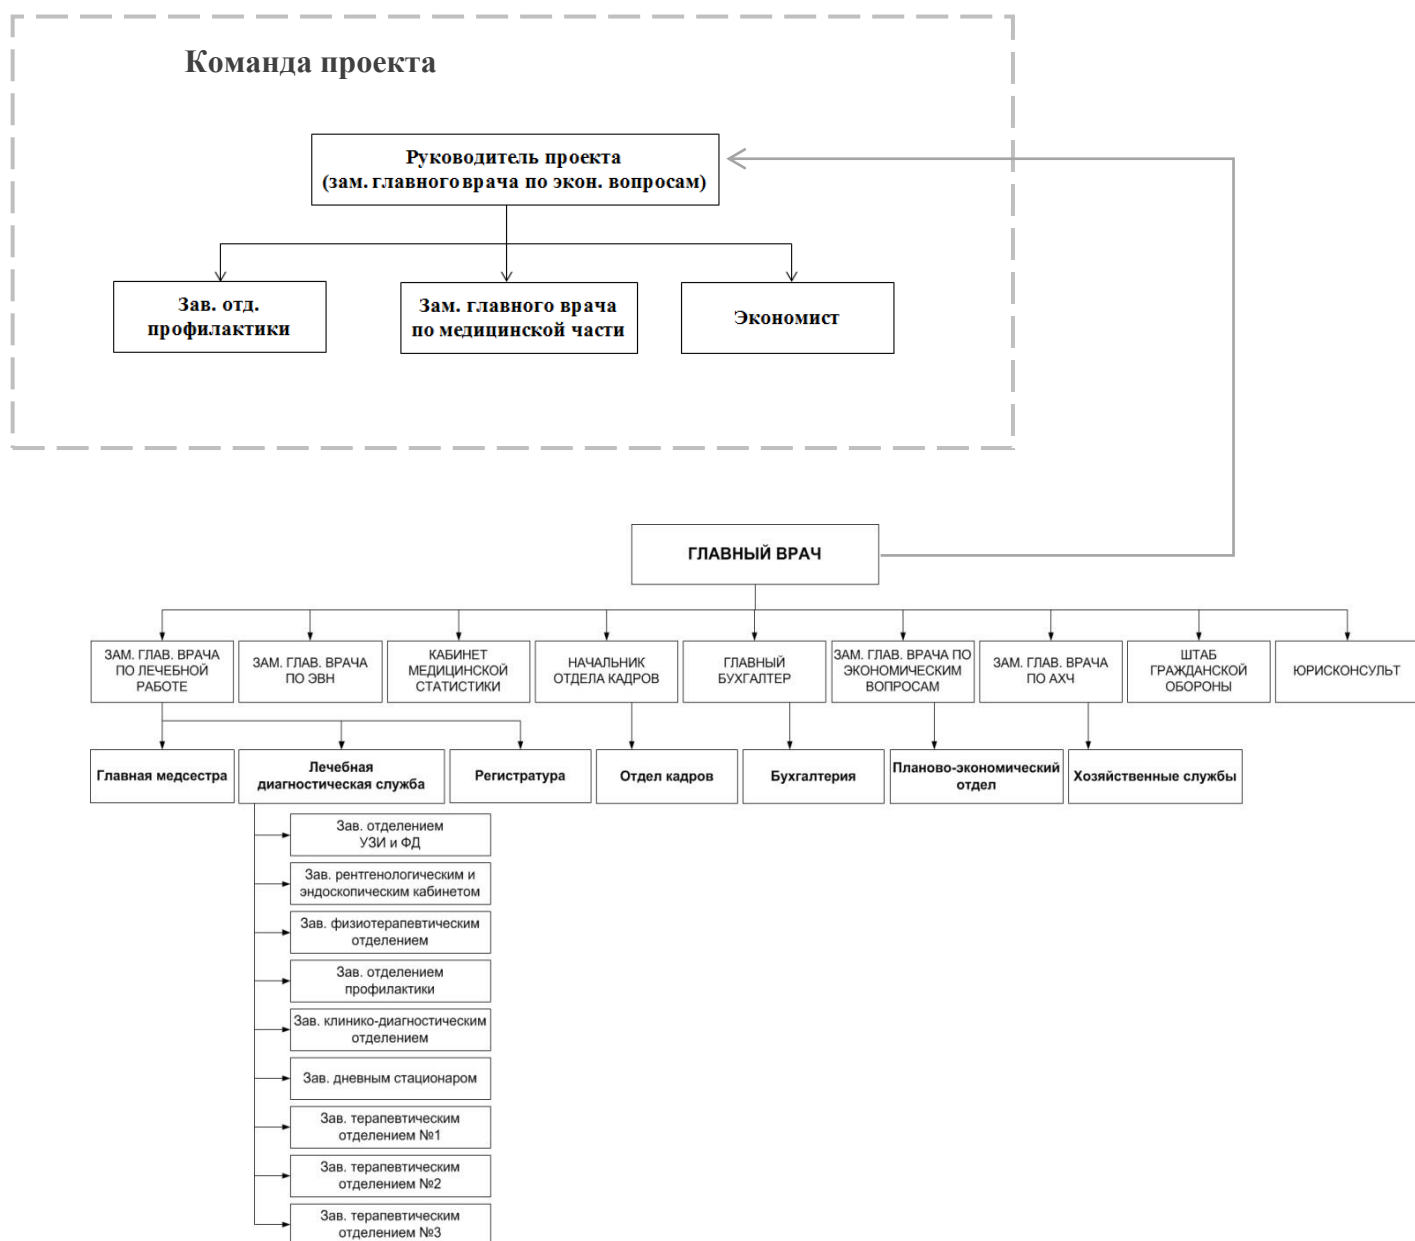 Команда проекта
Руководитель проекта
(зам. главного врача по экон. вопросам)
Зав. отд.
профилактики
Зам. главного врача
по медицинской части
Экономист
ГЛАВНЫЙ ВРАЧ
ЗАМ. ГЛАВ. ВРАЧА
ПО ЛЕЧЕБНОЙ
РАБОТЕ
ЗАМ. ГЛАВ. ВРАЧА
ПО ЭВН
КАБИНЕТ
МЕДИЦИНСКОЙ
СТАТИСТИКИ
НАЧАЛЬНИК
ОТДЕЛА КАДРОВ
ГЛАВНЫЙ
БУХГАЛТЕР
ЗАМ. ГЛАВ. ВРАЧА ПО
ЭКОНОМИЧЕСКИМ
ВОПРОСАМ
ЗАМ. ГЛАВ. ВРАЧА
ПО АХЧ
ШТАБ
ГРАЖДАНСКОЙ
ОБОРОНЫ
ЮРИСКОНСУЛЬТ
Главная медсестра
Лечебная
диагностическая служба
Регистратура
Отдел кадров
Бухгалтерия
Планово-экономический
отдел
Хозяйственные службы
Зав. отделением
УЗИ и ФД
Зав. рентгенологическим и
эндоскопическим кабинетом
Зав. физиотерапевтическим
отделением
Зав. отделением
профилактики
Зав. клинико-диагностическим
отделением
Зав. дневным стационаром
Зав. терапевтическим
отделением №1
Зав. терапевтическим
отделением №2
Зав. терапевтическим
отделением №3